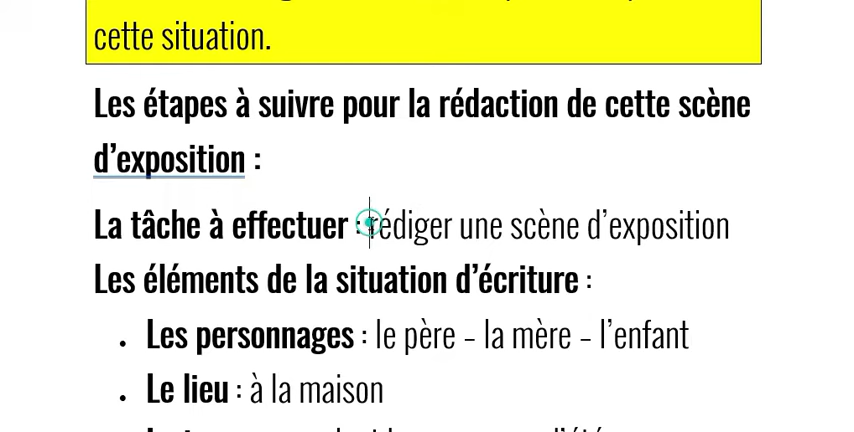 cette situation.
Les étapes à suivre pour la rédaction de cette scène
d’exposition :
La tâche à effectuer : rédiger une scène d’exposition
Les éléments de la situation d’écriture :
• Les personnages : le père – la mère – l’enfant
• Le lieu : à la maison